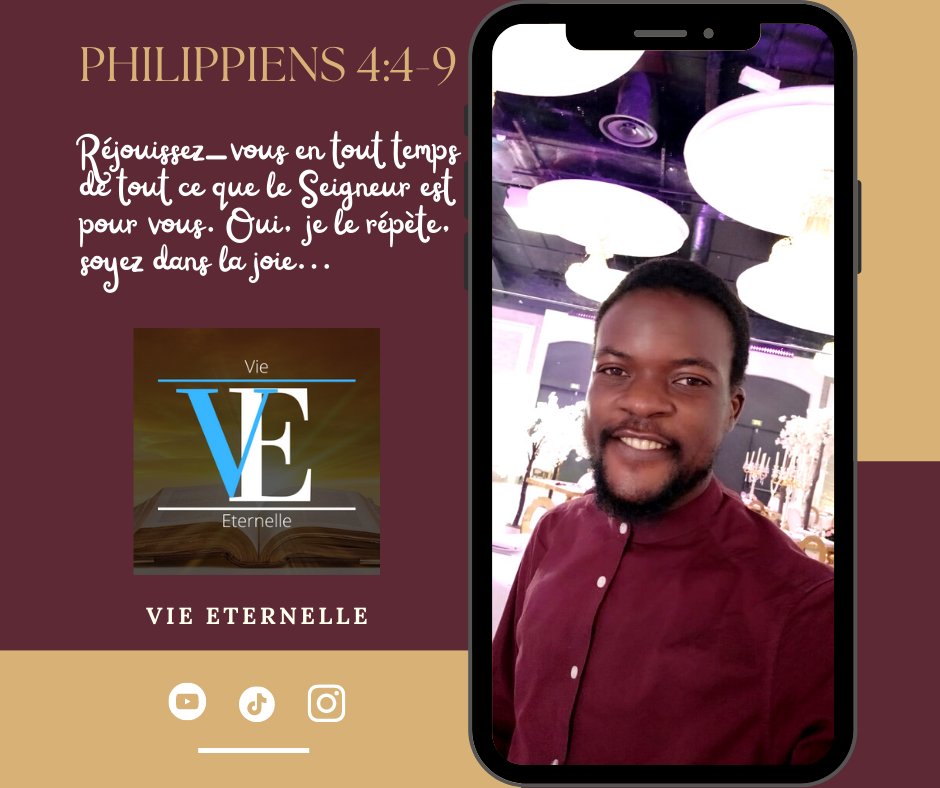 PHILIPPIENS 4:4-9
Réjouissez-vous en tout temps
de tout ce que le Seigneur est
pour vous. Oui, je le répète,
soyez dans la joie...
Vie
VE
Eternelle
VIE ETERNELLE